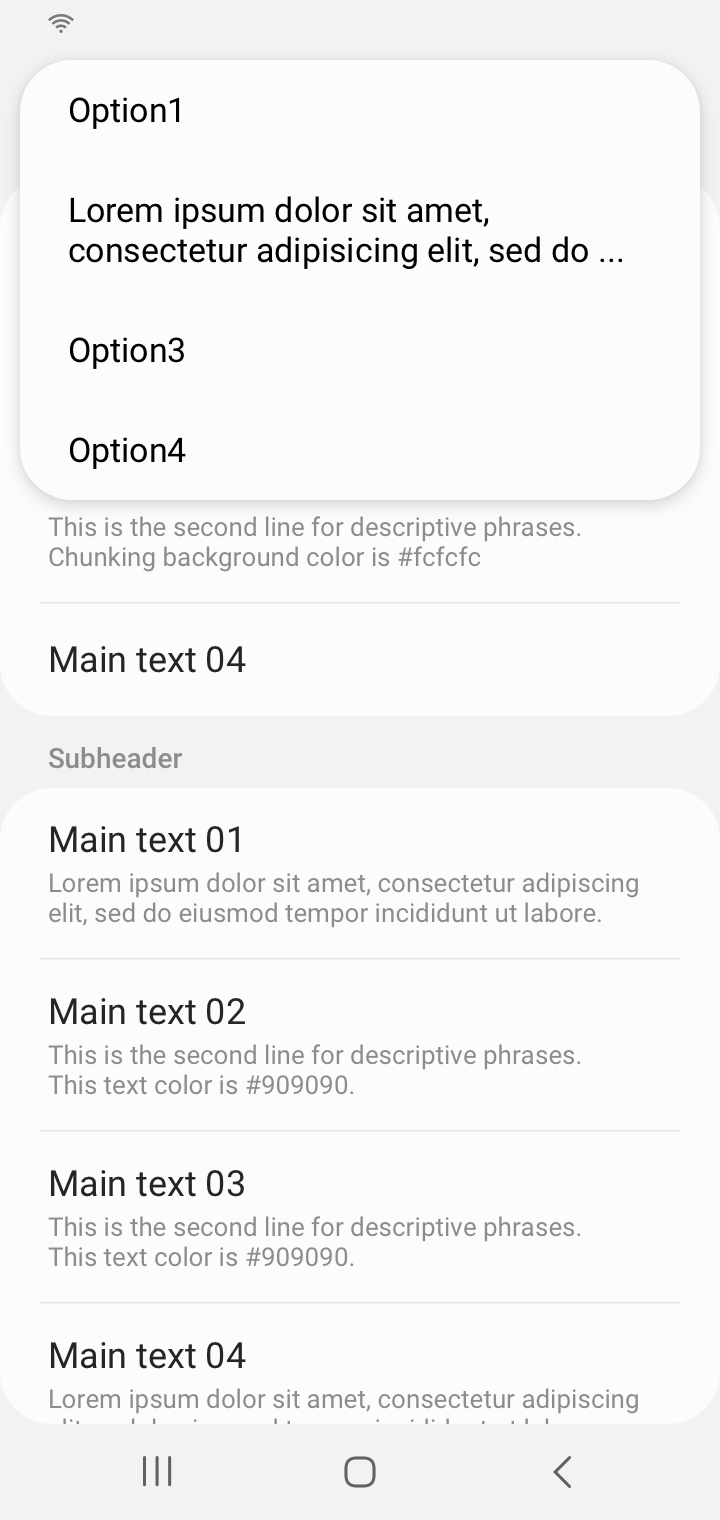 Option1
Lorem ipsum dolor sit amet,
consectetur adipisicing elit, sed do ...
Option3
Option4
This is the second line for descriptive phrases.
Chunking background color is #fcfcfc
Main text 04
Subheader
Main text 01
Lorem ipsum dolor sit amet, consectetur adipiscing
elit, sed do eiusmod tempor incididunt ut labore.
Main text 02
This is the second line for descriptive phrases.
This text color is #909090.
Main text 03
This is the second line for descriptive phrases.
This text color is #909090.
Main text 04
Lorem ipsum dolor sit amet, consectetur adipiscing